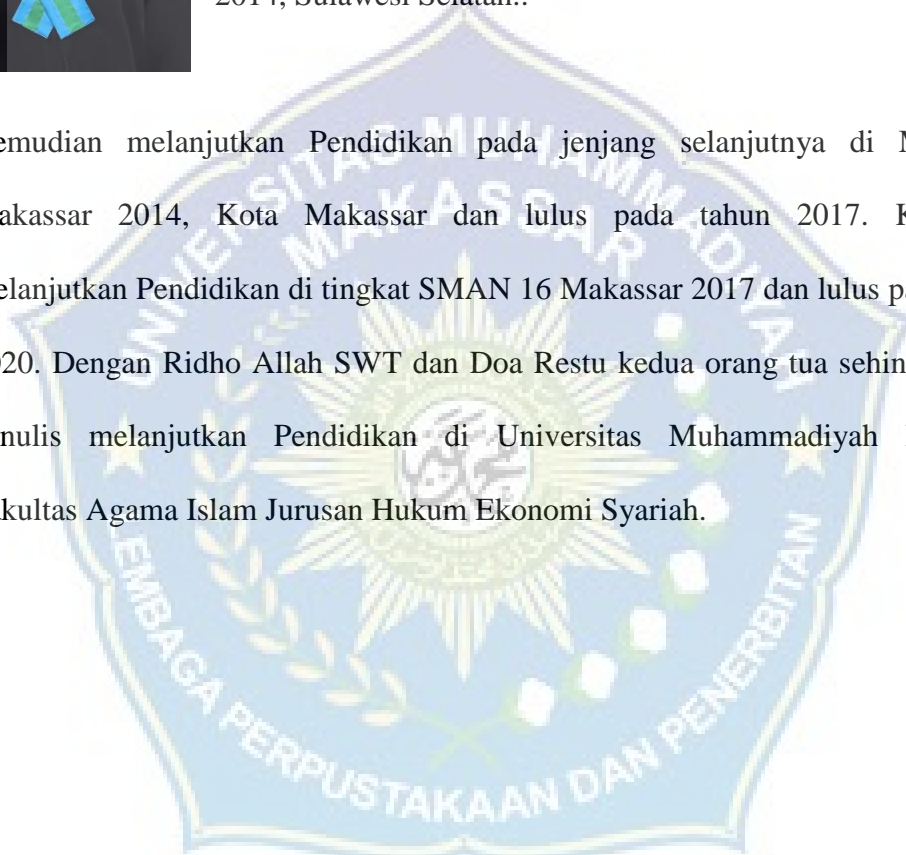 2014, Sulawesi Selatan..
emudian melanjutkan Pendidikan pada jenjang selanjutnya di M
akassar 2014, Kota Makassar dan lulus pada tahun 2017. K
elanjutkan Pendidikan di tingkat SMAN 16 Makassar 2017 dan lulus pa
020. Dengan Ridho Allah SWT dan Doa Restu kedua orang tua sehin
nulis melanjutkan Pendidikan di Universitas Muhammadiyah
akultas Agama Islam Jurusan Hukum Ekonomi Syariah.
UNIVERSITAS MUHAMMADIYAH
MAKASSAR
LEMBAGA PERPUSTAKAAN DAN PENERBITAN